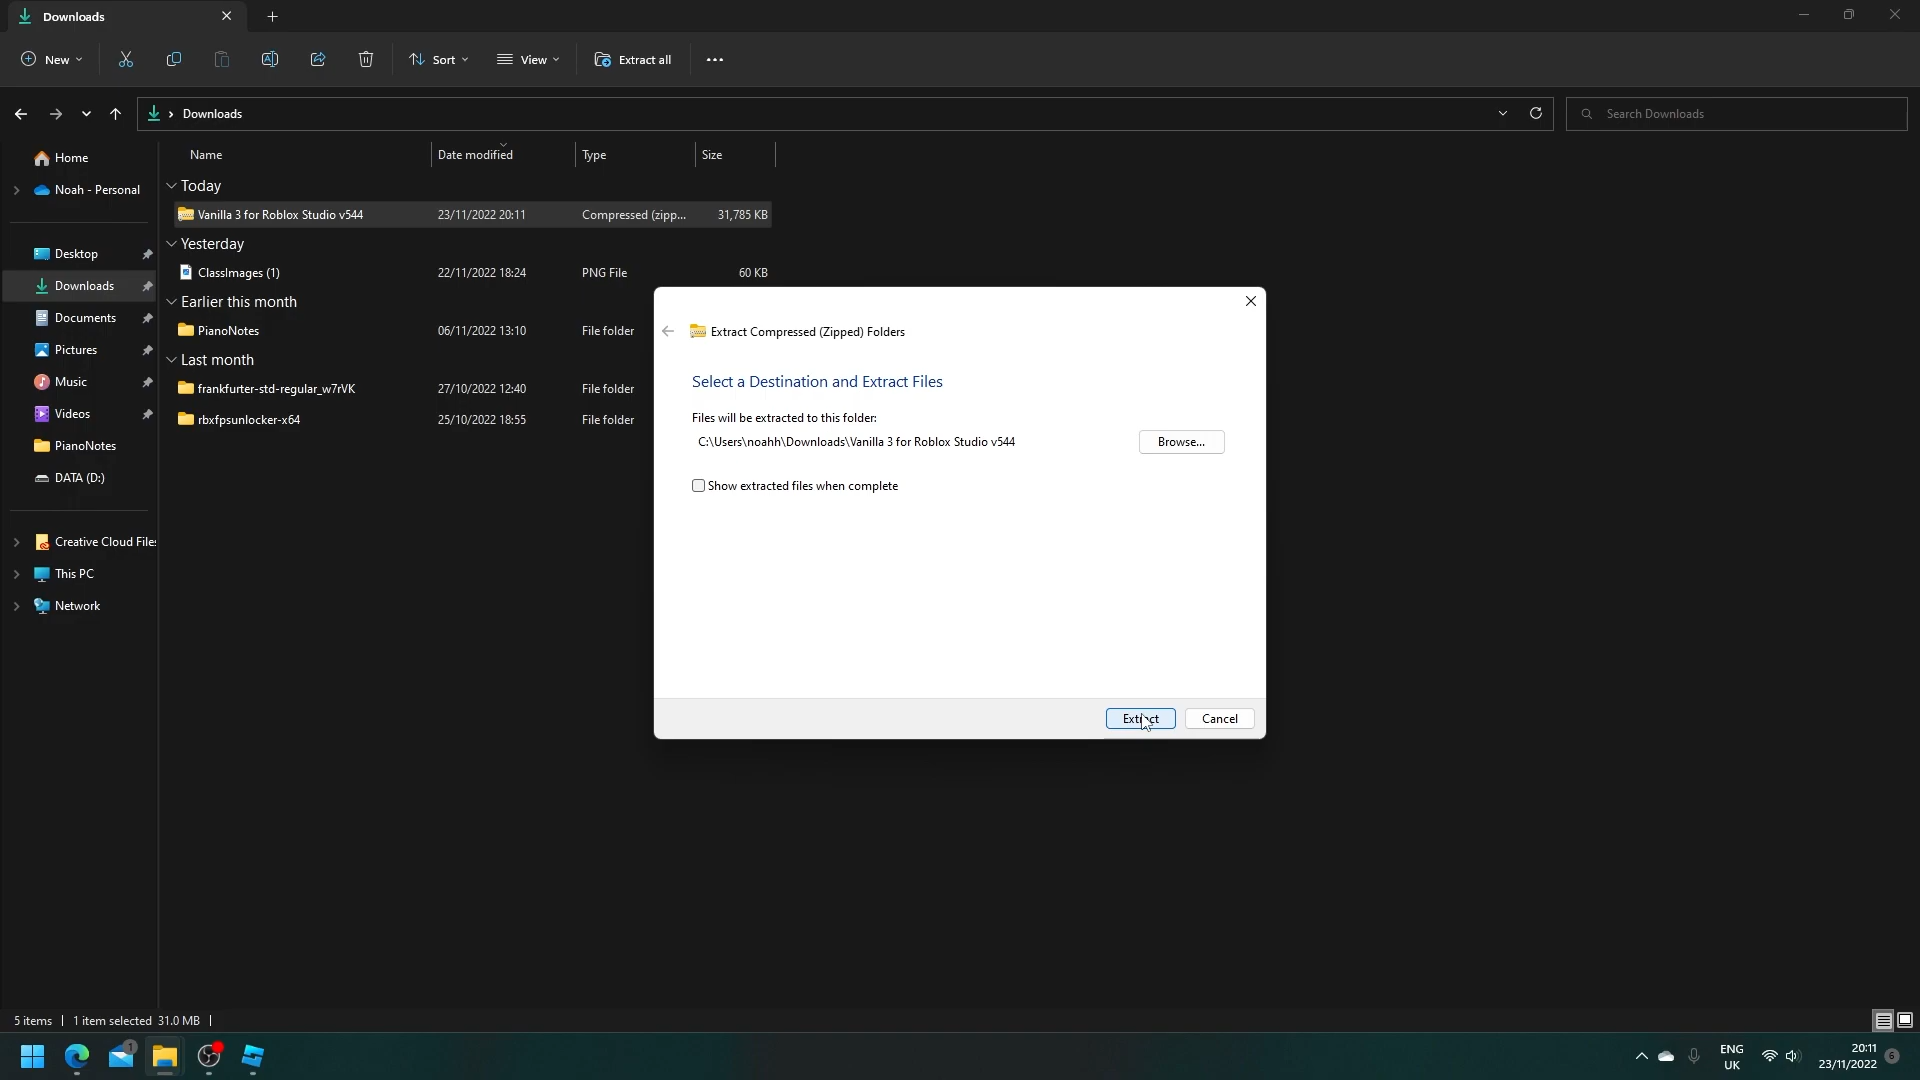 Downloads
New
Sort
View
Extract all
Downloads
Search Downloads
Home
Noah - Personal
Desktop
Downloads
Documents
Pictures
Music
Videos
PianoNotes
DATA (D:)
Creative Cloud Files
This PC
Network
Name Date modified Type Size
Today
Vanilla 3 for Roblox Studio v544 23/11/2022 20:11 Compressed (zipp... 31,785 KB
Yesterday
ClassImages (1) 22/11/2022 18:24 PNG File 60 KB
Earlier this month
PianoNotes 06/11/2022 13:10 File folder
Last month
frankfurter-std-regular_w7rVK 27/10/2022 12:40 File folder
rbxfpsunlocker-x64 25/10/2022 18:55 File folder
Extract Compressed (Zipped) Folders
Select a Destination and Extract Files
Files will be extracted to this folder:
C:\Users\noahh\Downloads\Vanilla 3 for Roblox Studio v544
Browse...
Show extracted files when complete
Extract Cancel
5 items 1 item selected 31.0 MB
1
ENG
UK
20:11
23/11/2022
6